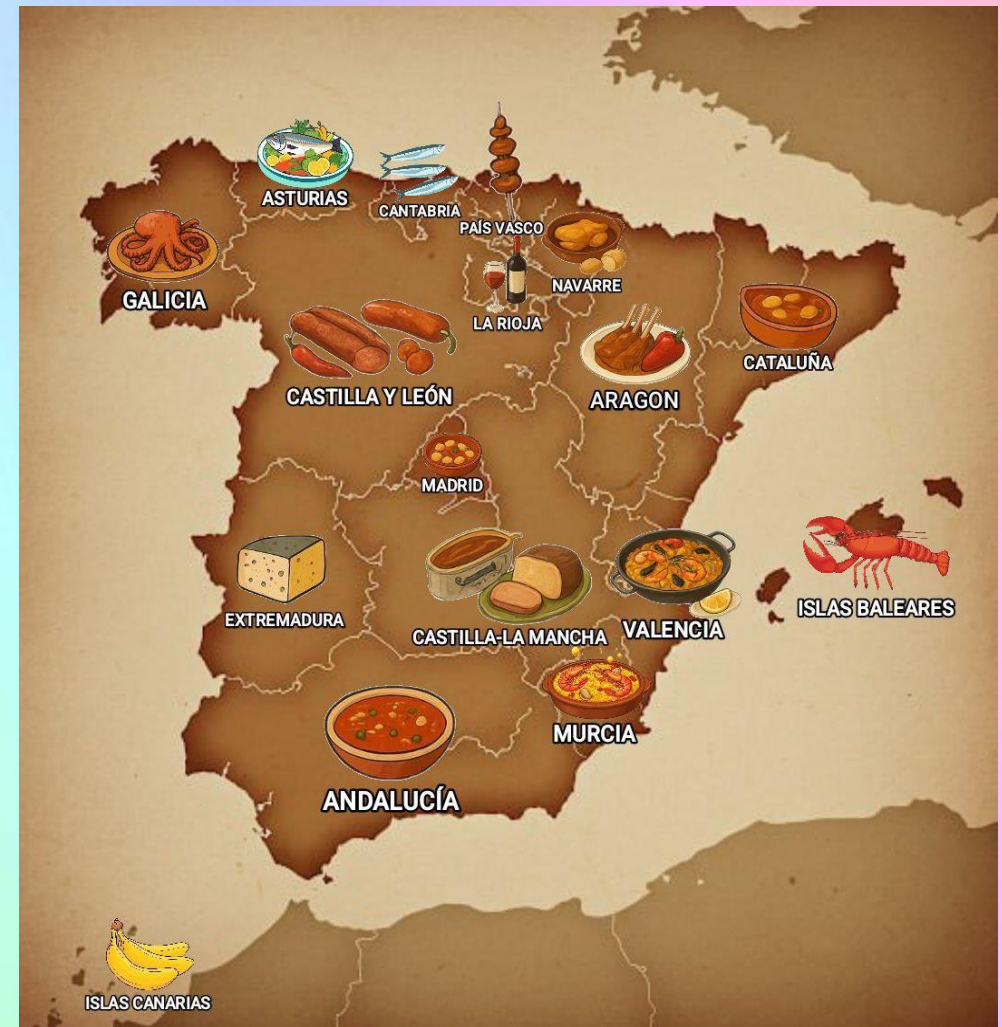 ASTURIAS
CANTABRIA
PAÍS VASCO
GALICIA
NAVARRE
LA RIOJA
CATALUÑA
CASTILLA Y LEÓN
ARAGON
MADRID
EXTREMADURA
CASTILLA-LA MANCHA
VALENCIA
ISLAS BALEARES
MURCIA
ANDALUCÍA
ISLAS CANARIAS